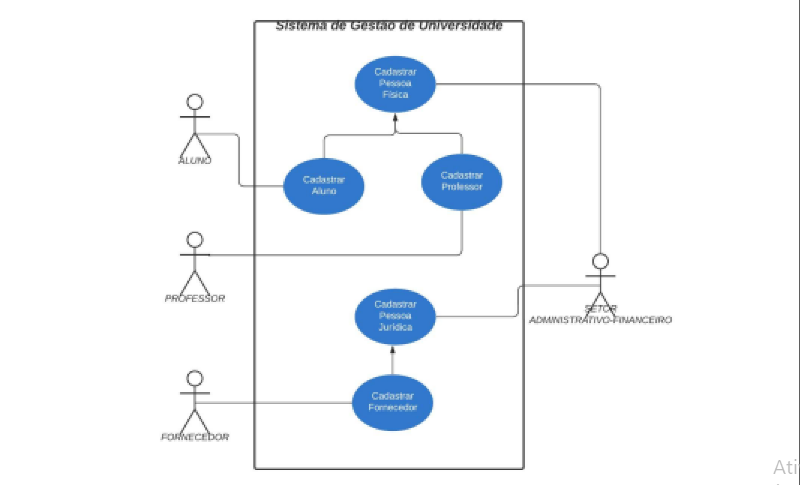 Sistema de Gestão de Universidade
Cadastrar
Pessoa
Física
ALUNO
Cadastrar
Aluno
Cadastrar
Professor
PROFESSOR
Cadastrar
Pessoa
Jurídica
SETOR
ADMINISTRATIVO-FINANCEIRO
Cadastrar
Fornecedor
FORNECEDOR
Ati